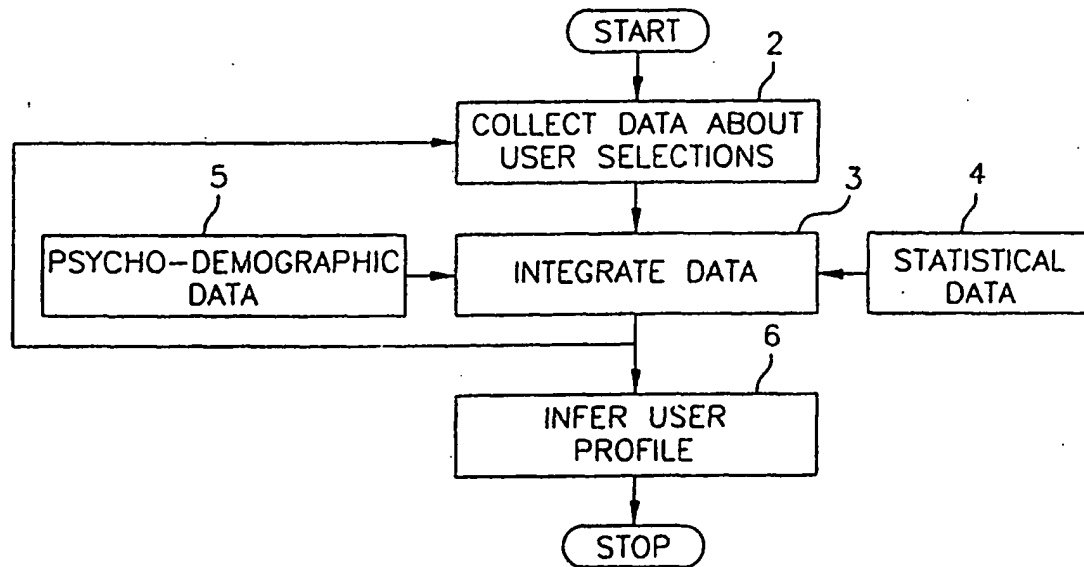 START
2
COLLECT DATA ABOUT
USER SELECTIONS
5
3
4
PSYCHO-DEMOGRAPHIC
DATA
INTEGRATE DATA
STATISTICAL
DATA
6
INFER USER
PROFILE
STOP